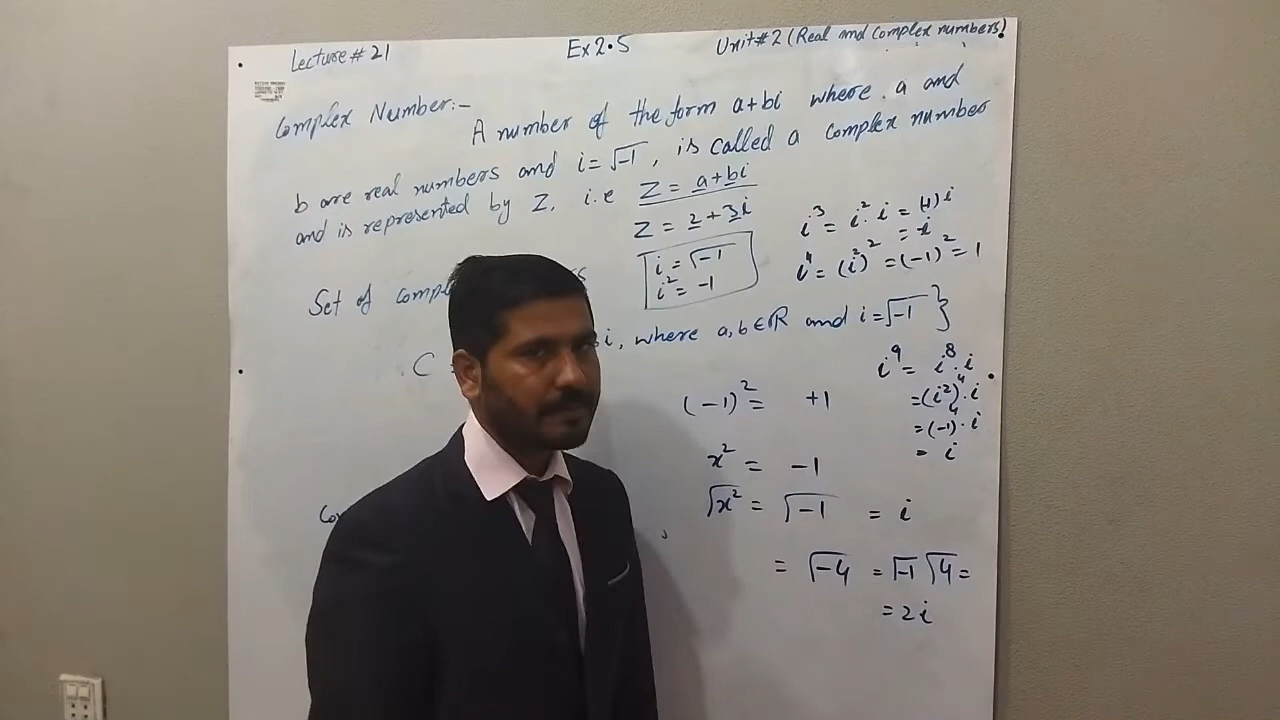 Lecture # 21 Ex 2.5 Unit # 2 (Real and Complex numbers)
Complex Number:-
A number of the form a+bi where a and
b are real numbers and i = √-1, is called a complex number
and is represented by Z, i.e Z = a+bi
Z = 2 + 3i
i = √-1
i² = -1
i³ = i².i = (-1)i
= -i
i⁴ = (i²)² = (-1)² = 1
Set of
C i, where a, b ∈ R and i = √-1 }
i⁹ = i⁸.i
= (i²)⁴.i
= (-1)⁴.i
= i
(-1)² = +1
x² = -1
√x² = √-1 = i
= √-4 = √-1 √4 =
= 2i